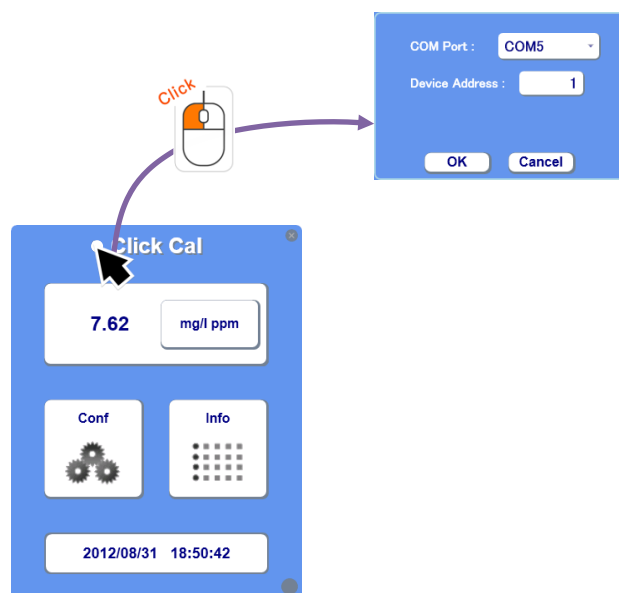 COM Port : COM5
Device Address : 1
OK Cancel
Click
Click Cal
7.62 mg/l ppm
Conf Info
2012/08/31 18:50:42